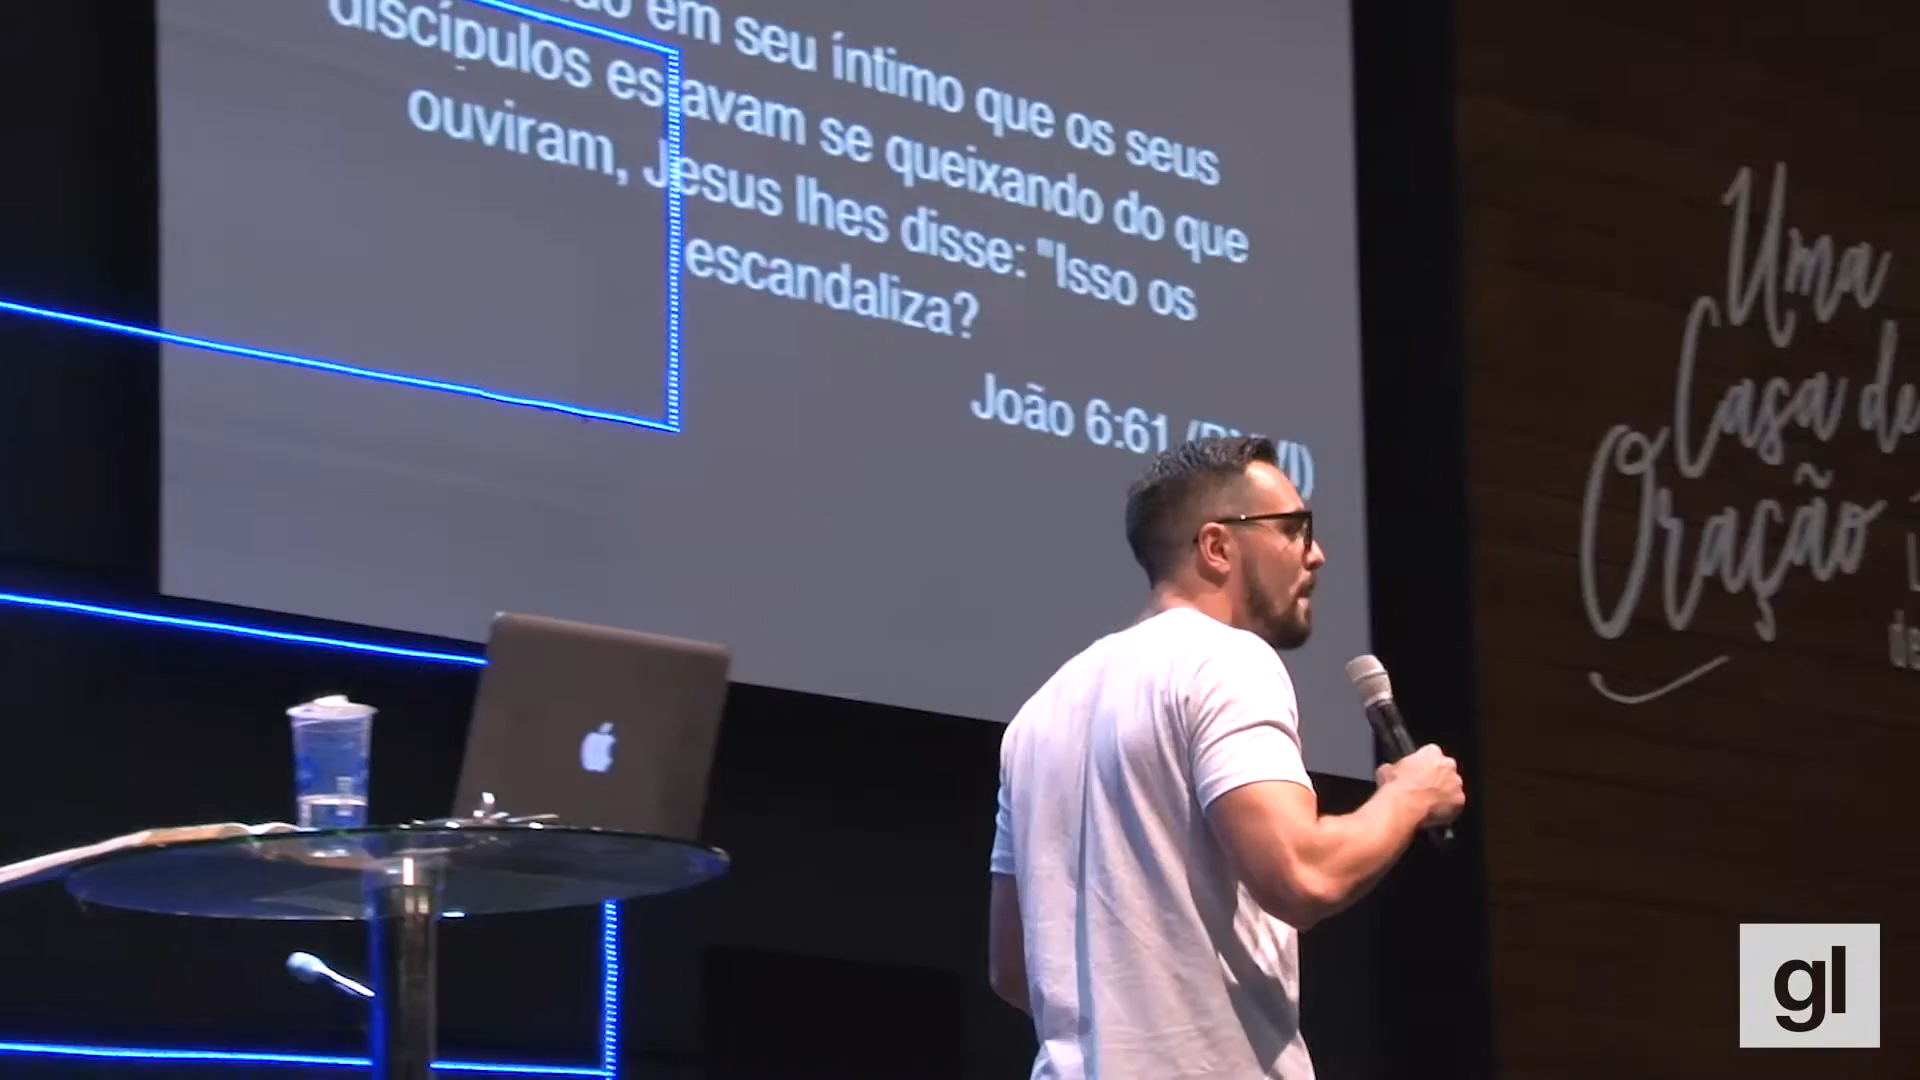 em seu íntimo que os seus
discípulos estavam se queixando do que
ouviram, Jesus lhes disse: "Isso os
escandaliza?
João 6:61
Uma
Casa de
Oração
gl